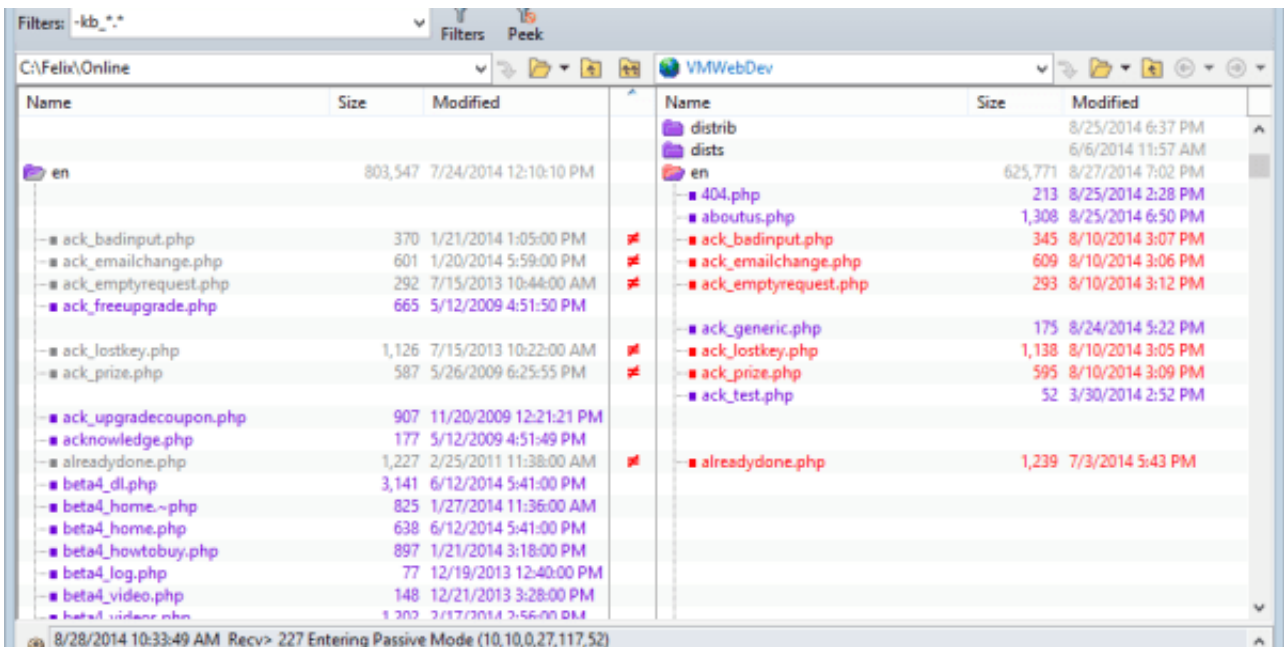 Filters: -kb_*.* Filters Peek
C:\Felix\Online VMWebDev
Name Size Modified Name Size Modified
distrib 8/25/2014 6:37 PM
dists 6/6/2014 11:57 AM
en 803,547 7/24/2014 12:10:10 PM en 625,771 8/27/2014 7:02 PM
404.php 213 8/25/2014 2:28 PM
aboutus.php 1,308 8/25/2014 6:50 PM
ack_badinput.php 370 1/21/2014 1:05:00 PM ≠ ack_badinput.php 345 8/10/2014 3:07 PM
ack_emailchange.php 601 1/20/2014 5:59:00 PM ≠ ack_emailchange.php 609 8/10/2014 3:06 PM
ack_emptyrequest.php 292 7/15/2013 10:44:00 AM ≠ ack_emptyrequest.php 293 8/10/2014 3:12 PM
ack_freeupgrade.php 665 5/12/2009 4:51:50 PM
ack_generic.php 175 8/24/2014 5:22 PM
ack_lostkey.php 1,126 7/15/2013 10:22:00 AM ≠ ack_lostkey.php 1,138 8/10/2014 3:05 PM
ack_prize.php 587 5/26/2009 6:25:55 PM ≠ ack_prize.php 595 8/10/2014 3:09 PM
ack_test.php 52 3/30/2014 2:52 PM
ack_upgradecoupon.php 907 11/20/2009 12:21:21 PM
acknowledge.php 177 5/12/2009 4:51:49 PM
alreadydone.php 1,227 2/25/2011 11:38:00 AM ≠ alreadydone.php 1,239 7/3/2014 5:43 PM
beta4_dl.php 3,141 6/12/2014 5:41:00 PM
beta4_home.~php 825 1/27/2014 11:36:00 AM
beta4_home.php 638 6/12/2014 5:41:00 PM
beta4_howtobuy.php 897 1/21/2014 3:18:00 PM
beta4_log.php 77 12/19/2013 12:40:00 PM
beta4_video.php 148 12/21/2013 3:28:00 PM
beta4_videos.php 1,202 2/17/2014 2:56:00 PM
8/28/2014 10:33:49 AM Recv> 227 Entering Passive Mode (10,10,0,27,117,52)